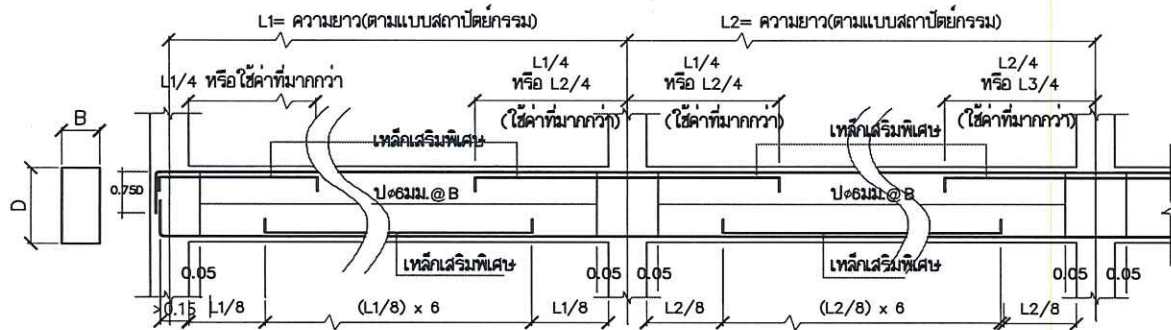 L1= ความยาว(ตามแบบสถาปัตย์กรรม)
L2= ความยาว(ตามแบบสถาปัตย์กรรม)
L1/4 หรือใช้ค่าที่มากกว่า
L1/4
หรือ L2/4
(ใช้ค่าที่มากกว่า)
L1/4
หรือ L2/4
(ใช้ค่าที่มากกว่า)
L2/4
หรือ L3/4
(ใช้ค่าที่มากกว่า)
B
เหล็กเสริมพิเศษ
เหล็กเสริมพิเศษ
D
0.75D
ปφ6มม.@B
ปφ6มม.@B
เหล็กเสริมพิเศษ
เหล็กเสริมพิเศษ
0.05
0.05
0.05
0.05
0.05
> 0.15
L1/8
(L1/8) x 6
L1/8
L2/8
(L2/8) x 6
L2/8